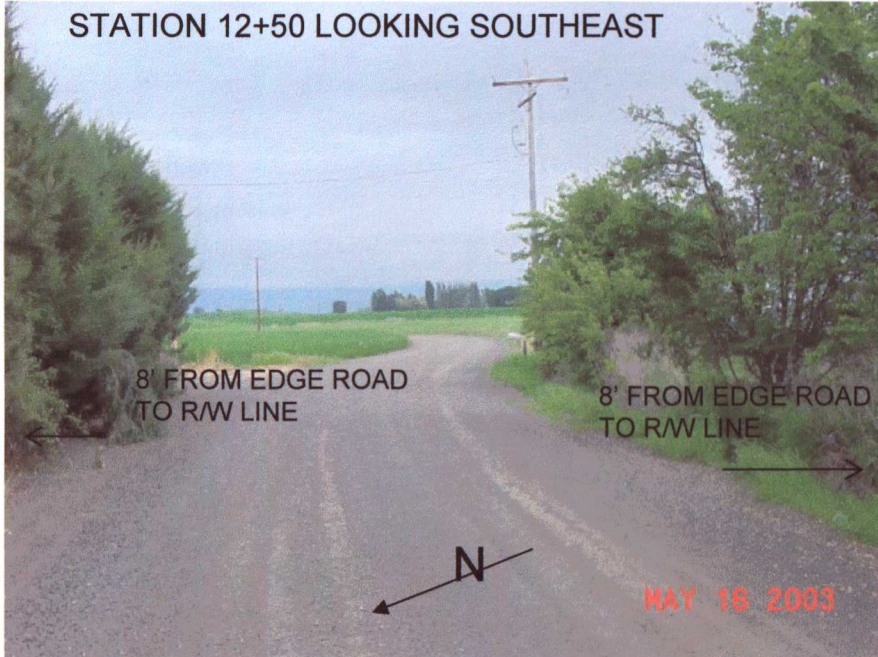 STATION 12+50 LOOKING SOUTHEAST
8' FROM EDGE ROAD
TO R/W LINE
8' FROM EDGE ROAD
TO R/W LINE
N
MAY 16 2003